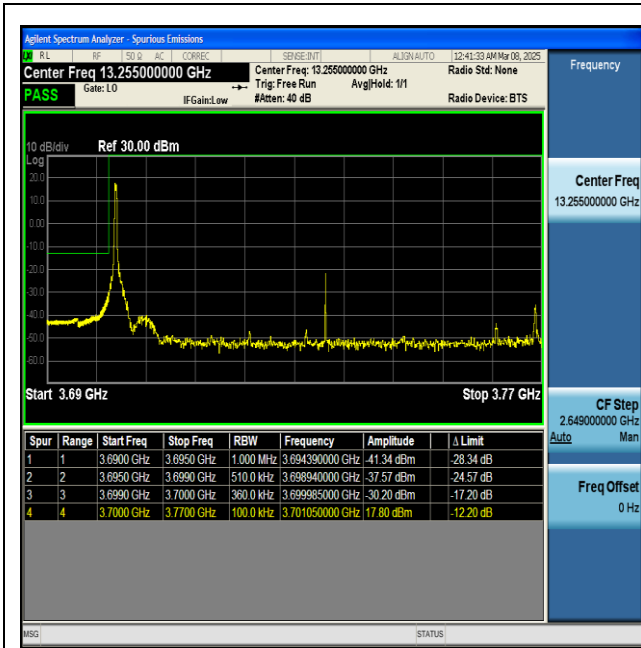 Agilent Spectrum Analyzer - Spurious Emissions
RL RF 50 Ω AC CORREC SENSE:INT ALIGN AUTO 12:41:33 AM Mar 08, 2025
Center Freq 13.255000000 GHz Center Freq: 13.255000000 GHz Radio Std: None
PASS Gate: LO Trig: Free Run Avg|Hold: 1/1
IFGain:Low #Atten: 40 dB Radio Device: BTS
10 dB/div Ref 30.00 dBm
Log
20.0
10.0
0.00
-10.0
-20.0
-30.0
-40.0
-50.0
-60.0
Start 3.69 GHz Stop 3.77 GHz
Spur Range Start Freq Stop Freq RBW Frequency Amplitude Δ Limit
1 1 3.6900 GHz 3.6950 GHz 1.000 MHz 3.694390000 GHz -41.34 dBm -28.34 dB
2 2 3.6950 GHz 3.6990 GHz 510.0 kHz 3.698940000 GHz -37.57 dBm -24.57 dB
3 3 3.6990 GHz 3.7000 GHz 360.0 kHz 3.699985000 GHz -30.20 dBm -17.20 dB
4 4 3.7000 GHz 3.7700 GHz 100.0 kHz 3.701050000 GHz 17.80 dBm -12.20 dB
MSG STATUS
Frequency
Center Freq
13.255000000 GHz
CF Step
2.649000000 GHz
Auto Man
Freq Offset
0 Hz